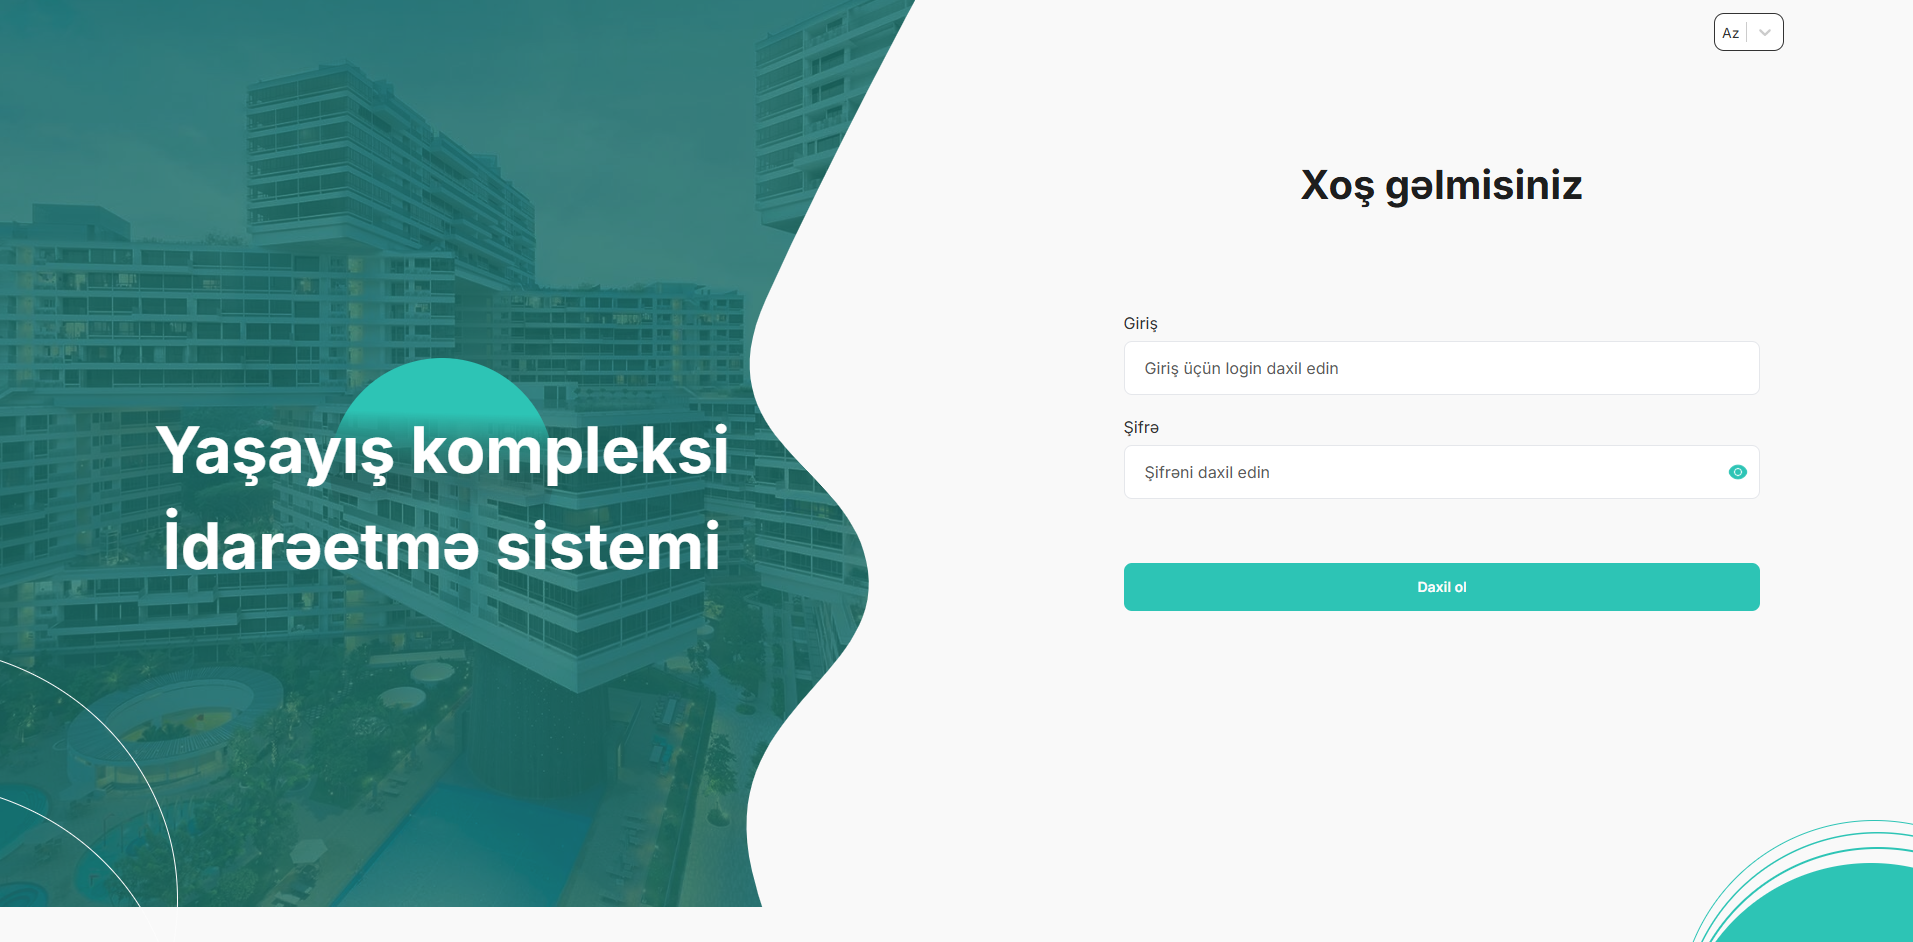 Az
Yaşayış kompleksi
İdarəetmə sistemi
Xoş gəlmisiniz
Giriş
Giriş üçün login daxil edin
Şifrə
Şifrəni daxil edin
Daxil ol